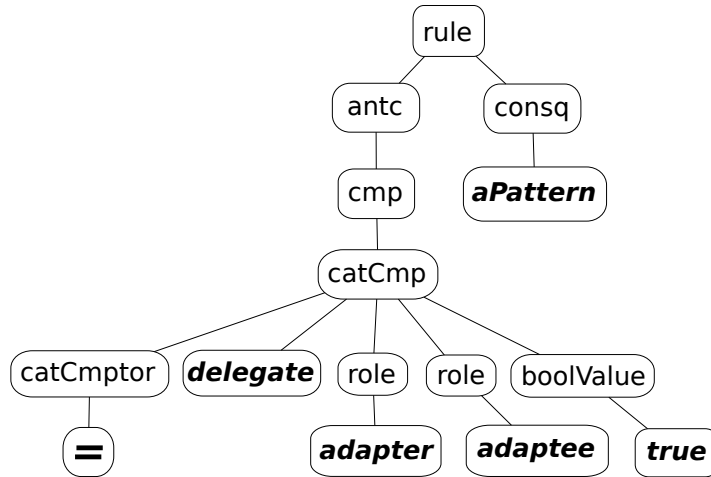 rule
antc
consq
cmp
aPattern
catCmp
catCmptor
delegate
role
role
boolValue
=
adapter
adaptee
true